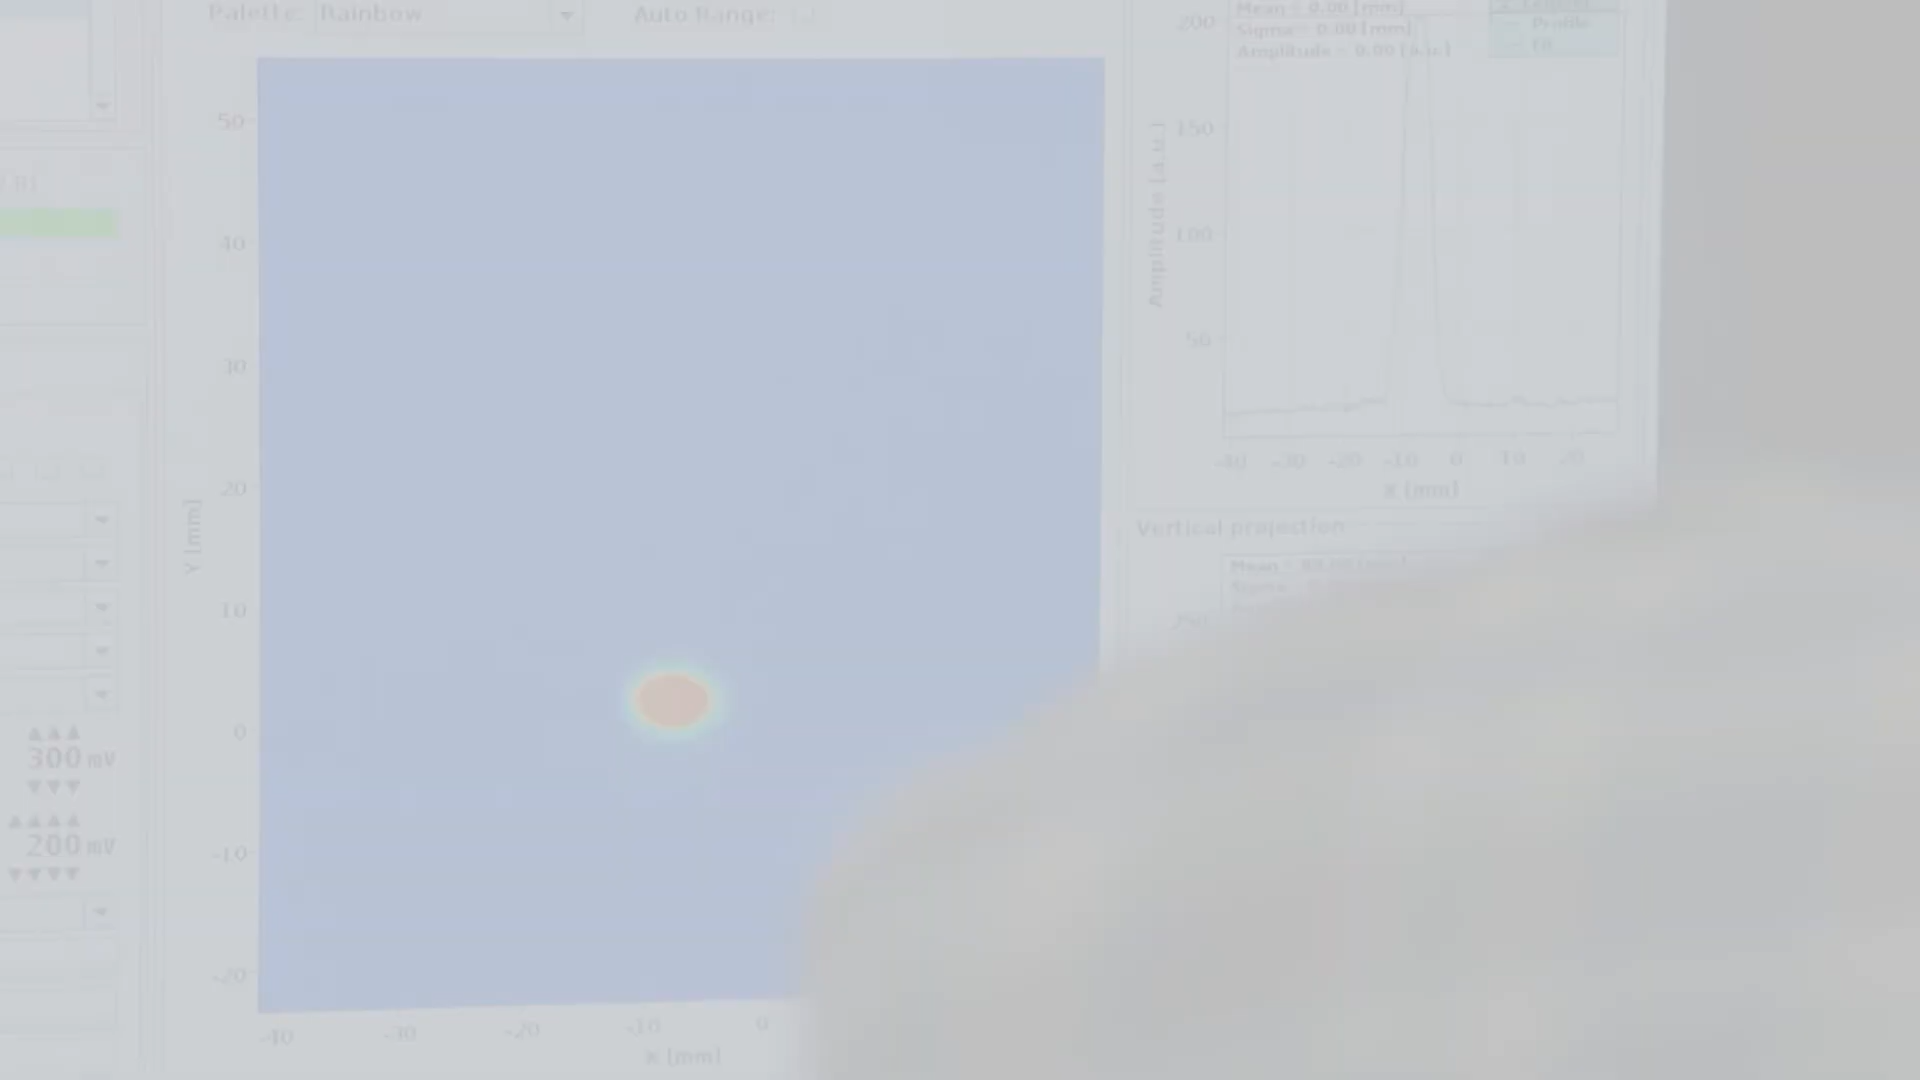 Palette: Rainbow
Auto Range:
50
40
30
20
10
0
-10
-20
Y [mm]
-40 -30 -20 -10 0
x [mm]
300 mV
200 mV
Mean = 0.00 [mm]
Sigma= 0.00 [mm]
Amplitude = 0.00 [a.u.]
Profile
200
150
100
50
Amplitude [a.u.]
-40 -30 -20 -10 0 10 20
x [mm]
Vertical projection
Mean =
250